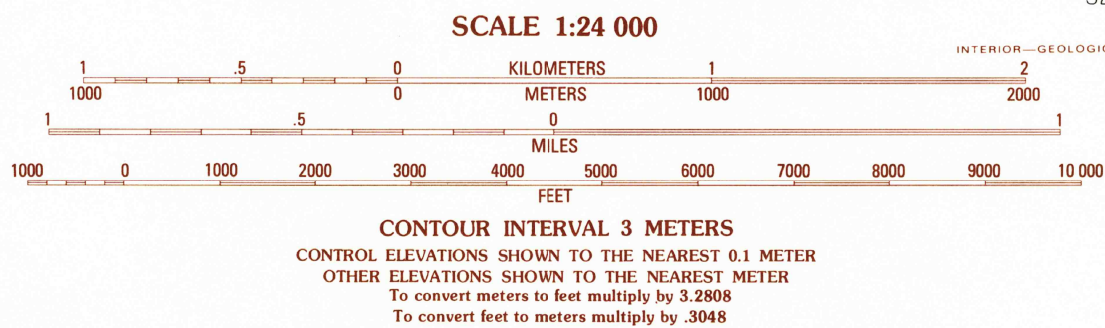 SCALE 1:24 000
INTERIOR—GEOLOGIC
1 .5 0 KILOMETERS 1 2
1000 0 METERS 1000 2000
1 .5 0 1
MILES
1000 0 1000 2000 3000 4000 5000 6000 7000 8000 9000 10 000
FEET
CONTOUR INTERVAL 3 METERS
CONTROL ELEVATIONS SHOWN TO THE NEAREST 0.1 METER
OTHER ELEVATIONS SHOWN TO THE NEAREST METER
To convert meters to feet multiply by 3.2808
To convert feet to meters multiply by .3048